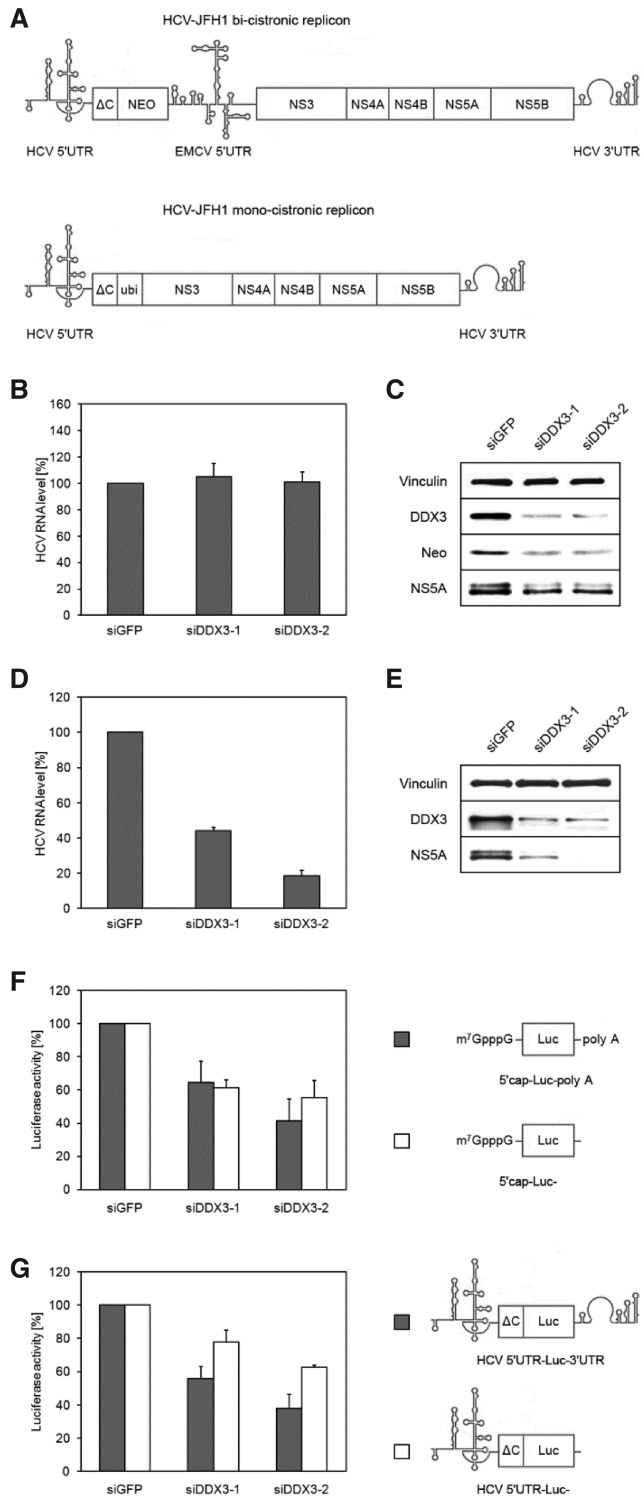 A
HCV-JFH1 bi-cistronic replicon
ΔC NEO NS3 NS4A NS4B NS5A NS5B
HCV 5'UTR EMCV 5'UTR HCV 3'UTR
HCV-JFH1 mono-cistronic replicon
ΔC ubi NS3 NS4A NS4B NS5A NS5B
HCV 5'UTR HCV 3'UTR
B
HCV RNA level [%]
160
140
120
100
80
60
40
20
0
siGFP siDDX3-1 siDDX3-2
C
siGFP siDDX3-1 siDDX3-2
Vinculin
DDX3
Neo
NS5A
D
HCV RNA level [%]
120
100
80
60
40
20
0
siGFP siDDX3-1 siDDX3-2
E
siGFP siDDX3-1 siDDX3-2
Vinculin
DDX3
NS5A
F
Luciferase activity [%]
120
100
80
60
40
20
0
siGFP siDDX3-1 siDDX3-2
m⁷GpppG Luc poly A
5'cap-Luc-poly A
m⁷GpppG Luc
5'cap-Luc-
G
Luciferase activity [%]
120
100
80
60
40
20
0
siGFP siDDX3-1 siDDX3-2
ΔC Luc
HCV 5'UTR-Luc-3'UTR
ΔC Luc
HCV 5'UTR-Luc-